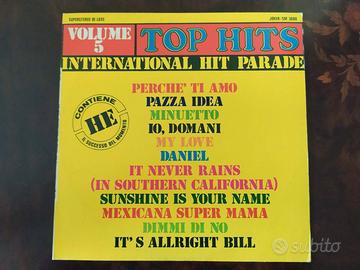 SUPERSTEREO DI LUXE
JOKER/SM 3600
VOLUME
5
TOP HITS
INTERNATIONAL HIT PARADE
PERCHE' TI AMO
PAZZA IDEA
MINUETTO
IO, DOMANI
MY LOVE
DANIEL
IT NEVER RAINS
(IN SOUTHERN CALIFORNIA)
SUNSHINE IS YOUR NAME
MEXICANA SUPER MAMA
DIMMI DI NO
IT'S ALLRIGHT BILL
CONTIENE
HE
IL SUCCESSO DEL MOMENTO
subito